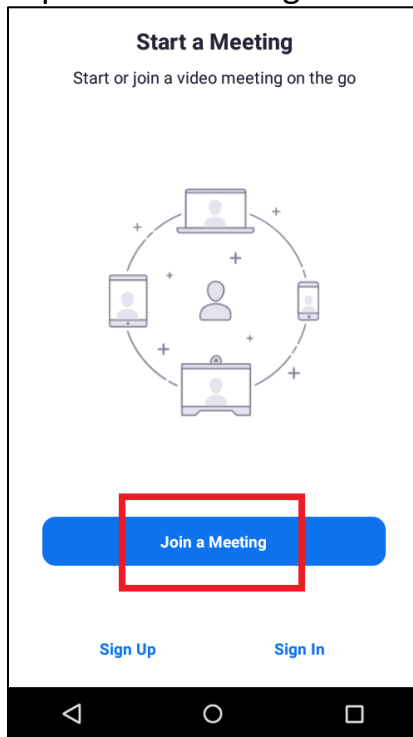 Start a Meeting
Start or join a video meeting on the go
Join a Meeting
Sign Up
Sign In